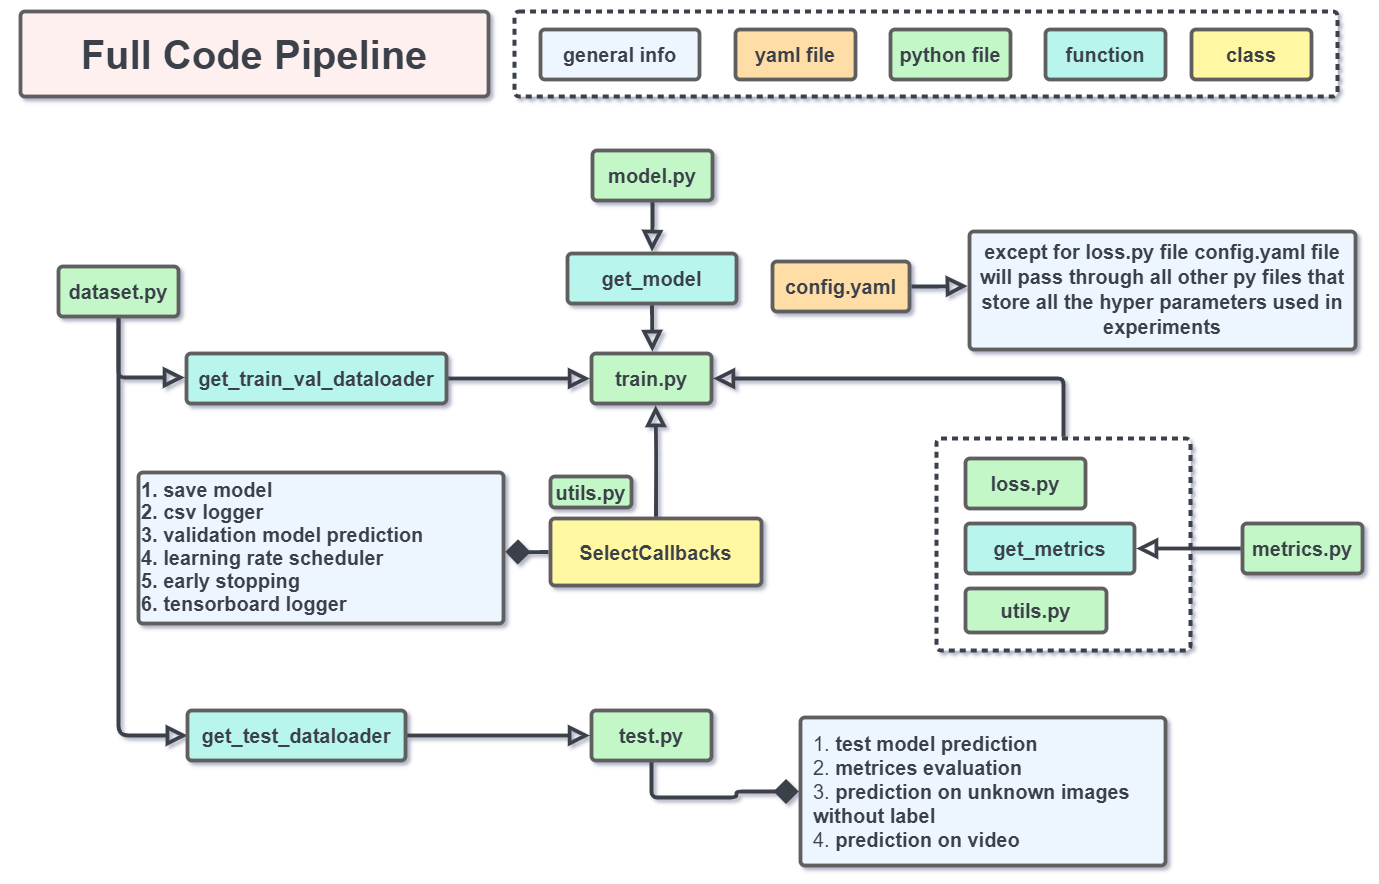 Full Code Pipeline
general info
yaml file
python file
function
class
model.py
get_model
dataset.py
config.yaml
except for loss.py file config.yaml file
will pass through all other py files that
store all the hyper parameters used in
experiments
get_train_val_dataloader
train.py
1. save model
2. csv logger
3. validation model prediction
4. learning rate scheduler
5. early stopping
6. tensorboard logger
utils.py
SelectCallbacks
loss.py
get_metrics
utils.py
metrics.py
get_test_dataloader
test.py
1. test model prediction
2. metrices evaluation
3. prediction on unknown images
without label
4. prediction on video